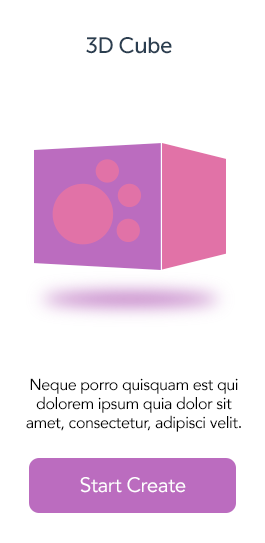 3D Cube
Neque porro quisquam est qui
dolorem ipsum quia dolor sit
amet, consectetur, adipisci velit.
Start Create